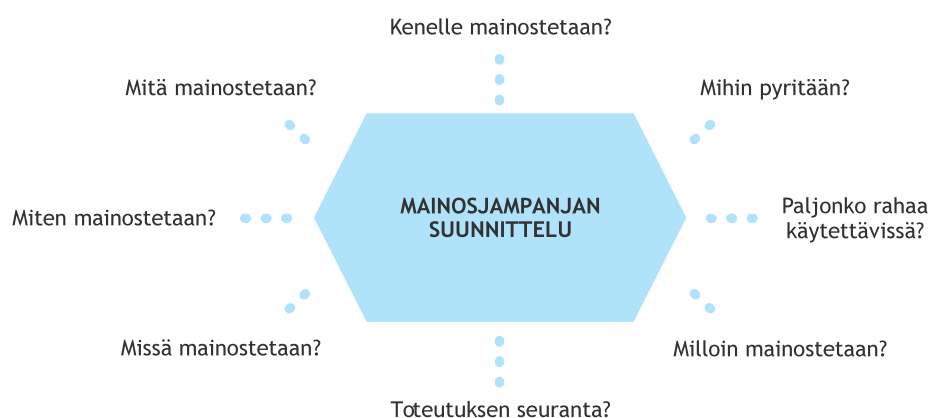 Kenelle mainostetaan?
Mitä mainostetaan?
Mihin pyritään?
MAINOSJAMPANJAN
SUUNNITTELU
Miten mainostetaan?
Paljonko rahaa
käytettävissä?
Missä mainostetaan?
Milloin mainostetaan?
Toteutuksen seuranta?